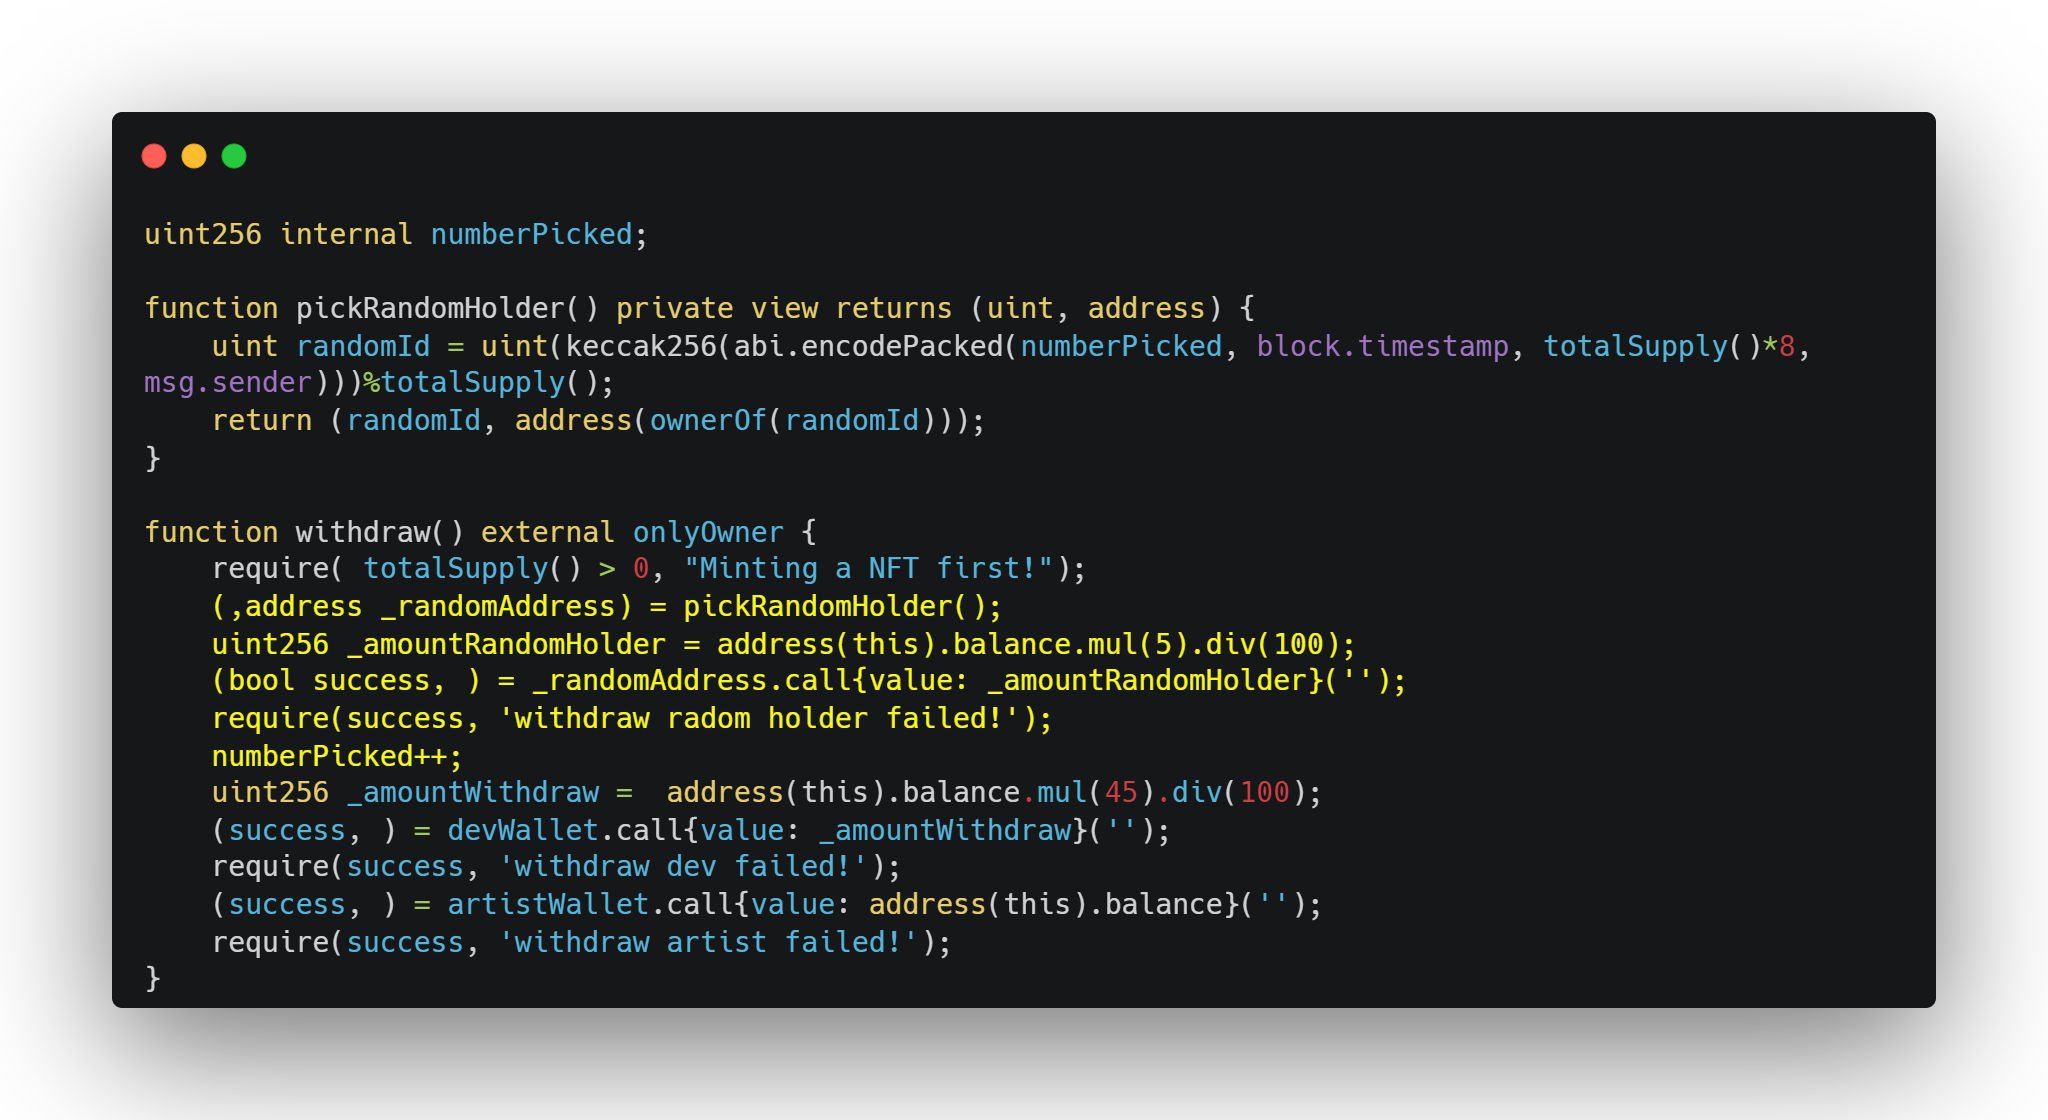 uint256 internal numberPicked;
function pickRandomHolder() private view returns (uint, address) {
uint randomId = uint(keccak256(abi.encodePacked(numberPicked, block.timestamp, totalSupply()*8,
msg.sender)))%totalSupply();
return (randomId, address(ownerOf(randomId)));
}
function withdraw() external onlyOwner {
require( totalSupply() > 0, "Minting a NFT first!");
(,address _randomAddress) = pickRandomHolder();
uint256 _amountRandomHolder = address(this).balance.mul(5).div(100);
(bool success, ) = _randomAddress.call{value: _amountRandomHolder}('');
require(success, 'withdraw radom holder failed!');
numberPicked++;
uint256 _amountWithdraw =  address(this).balance.mul(45).div(100);
(success, ) = devWallet.call{value: _amountWithdraw}('');
require(success, 'withdraw dev failed!');
(success, ) = artistWallet.call{value: address(this).balance}('');
require(success, 'withdraw artist failed!');
}